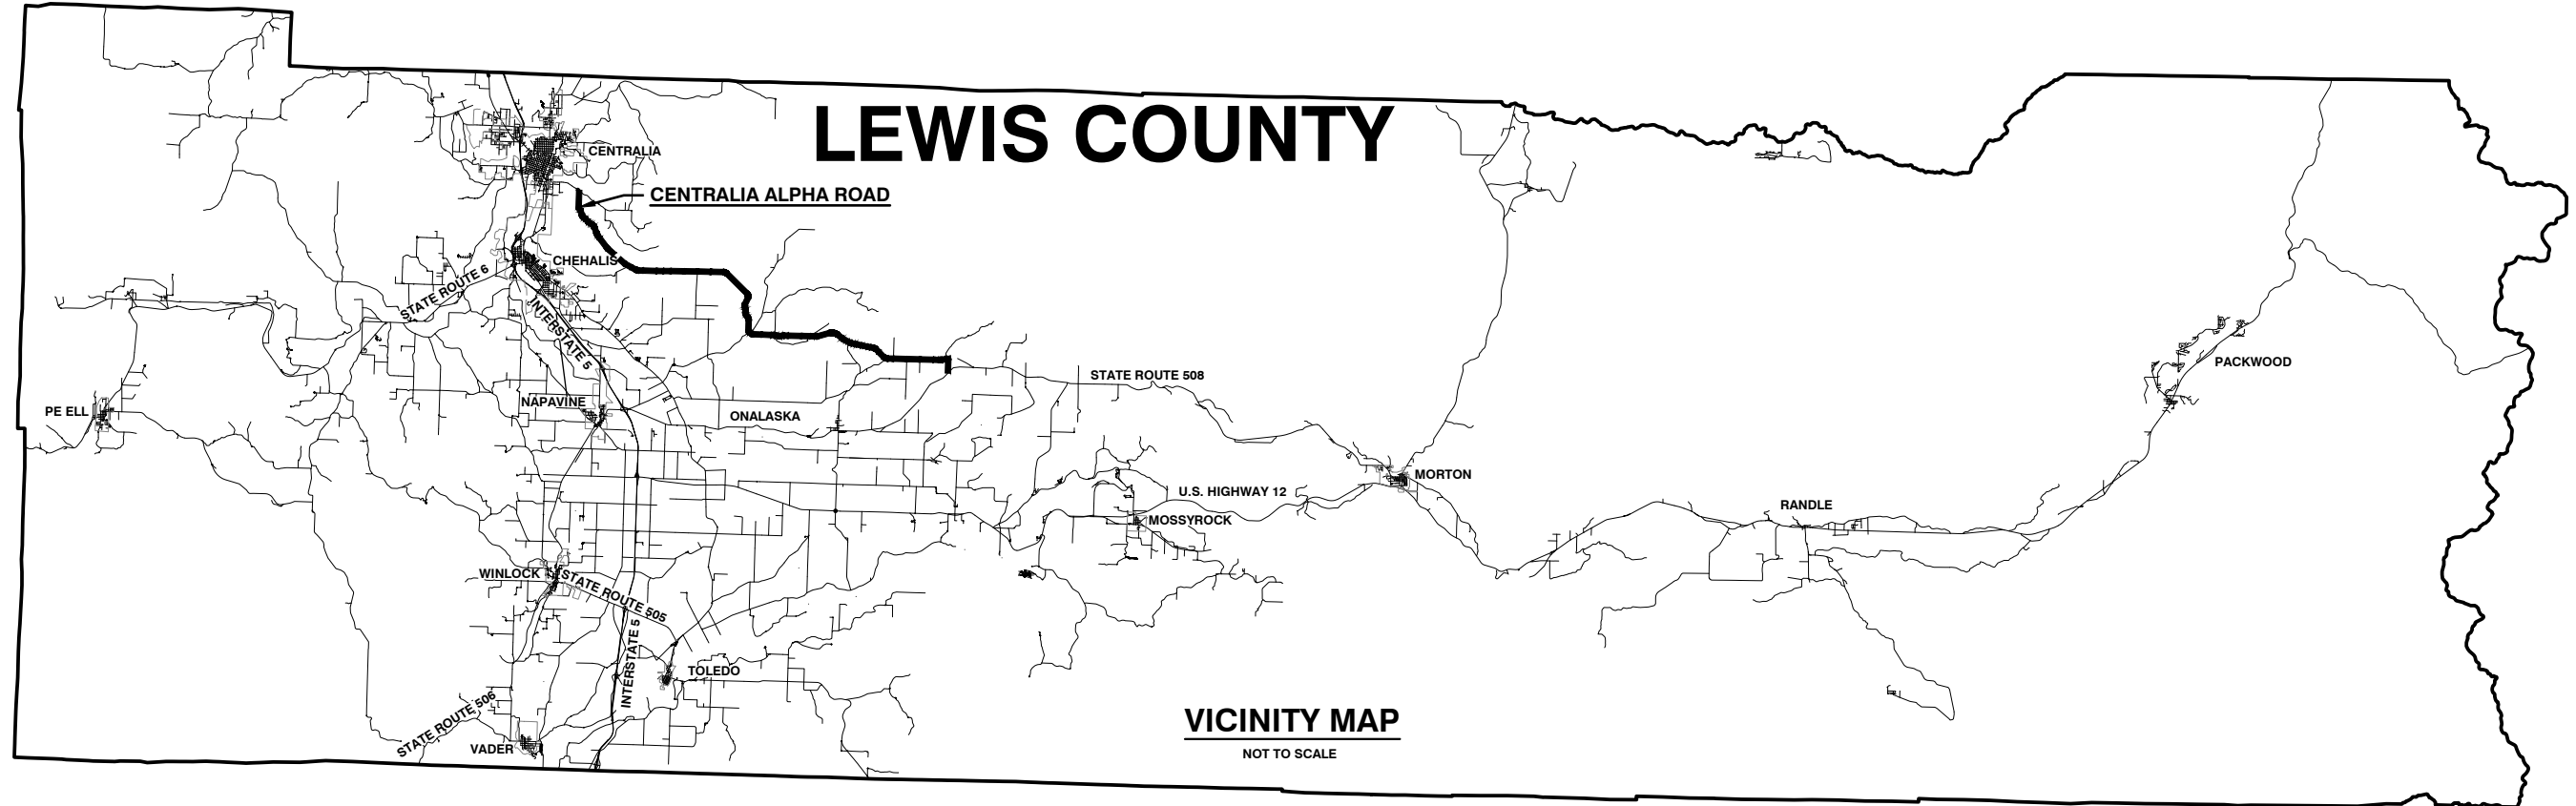 LEWIS COUNTY
CENTRALIA
CENTRALIA ALPHA ROAD
CHEHALIS
STATE ROUTE 6
INTERSTATE 5
PACKWOOD
STATE ROUTE 508
NAPAVINE
PE ELL
ONALASKA
MORTON
U.S. HIGHWAY 12
RANDLE
MOSSYROCK
WINLOCK
STATE ROUTE 505
INTERSTATE 5
TOLEDO
STATE ROUTE 506
VADER
VICINITY MAP
NOT TO SCALE